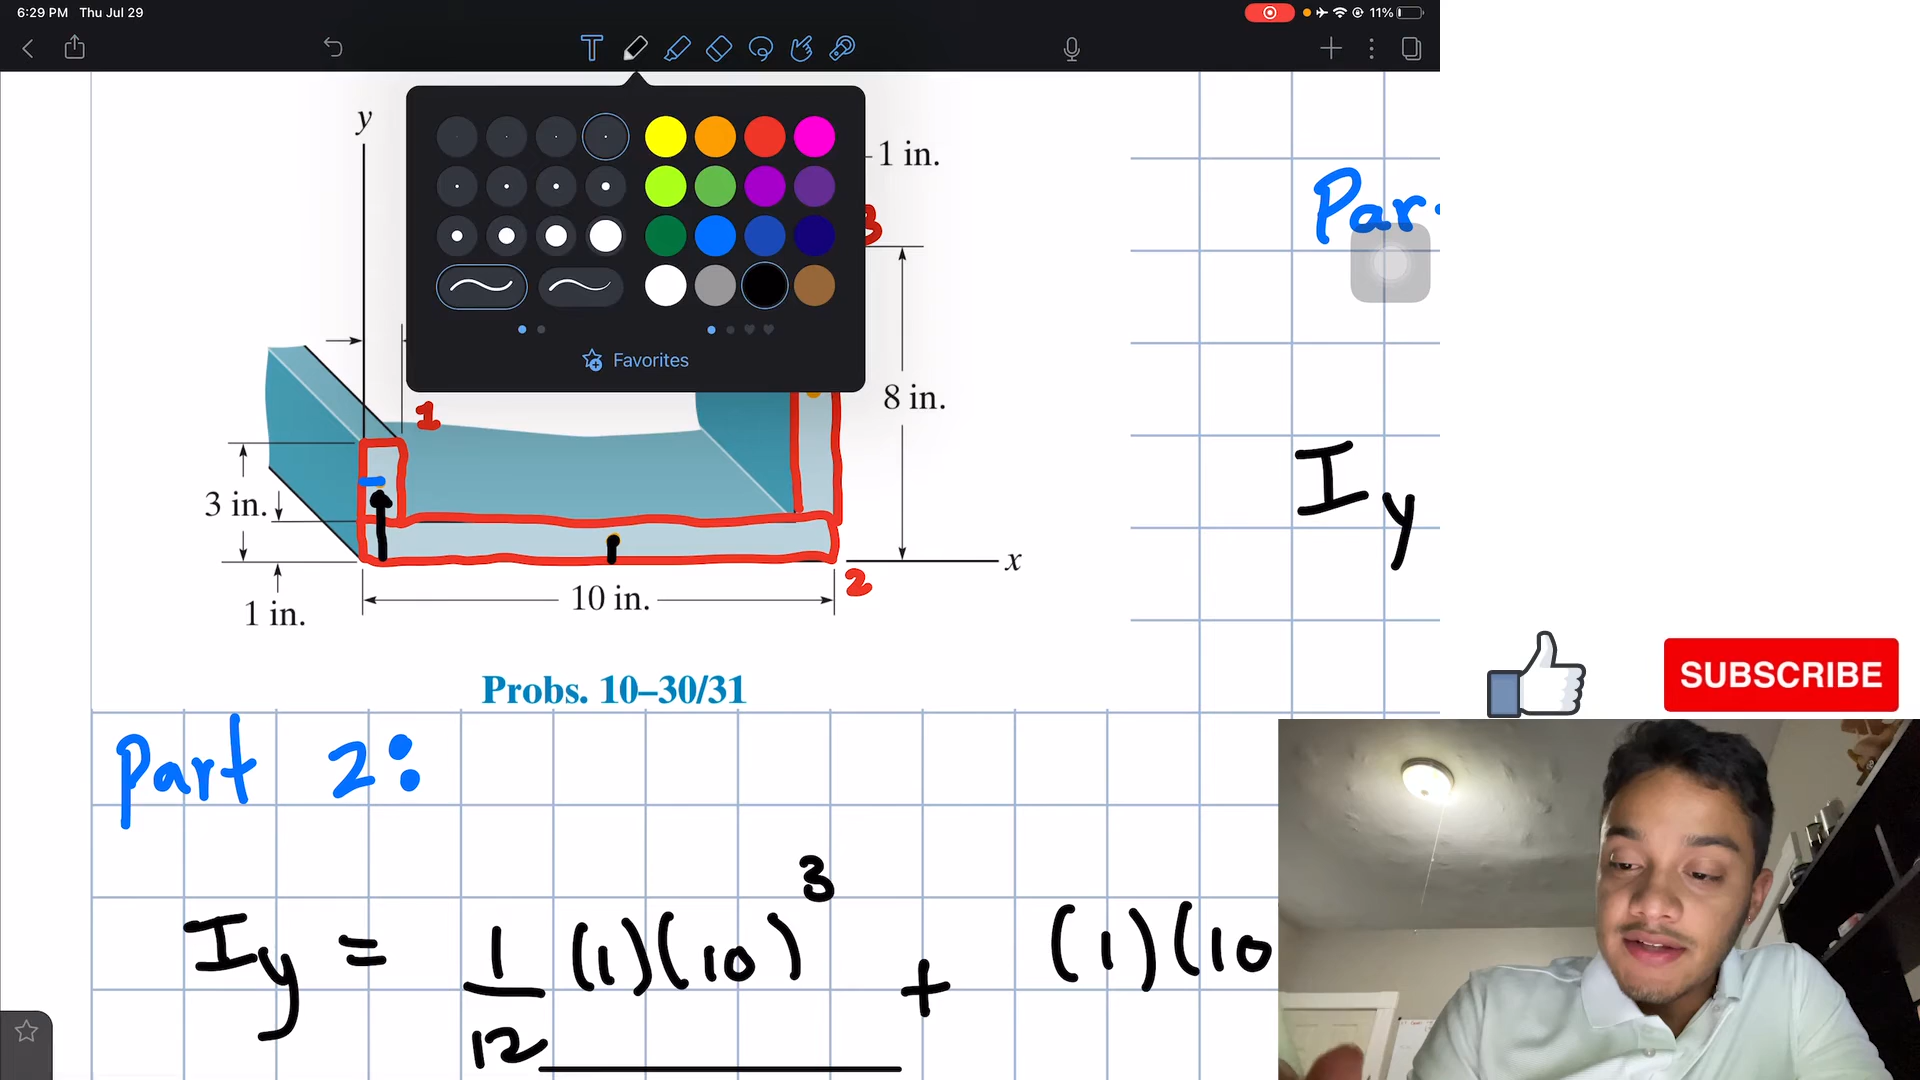 6:29 PM Thu Jul 29
11%
T
y
1 in.
Par
3
8 in.
Favorites
1
3 in.
I y
x
2
10 in.
1 in.
SUBSCRIBE
Probs. 10–30/31
Part 2:
Iy = 1/12 (1)(10)³ + (1)(10